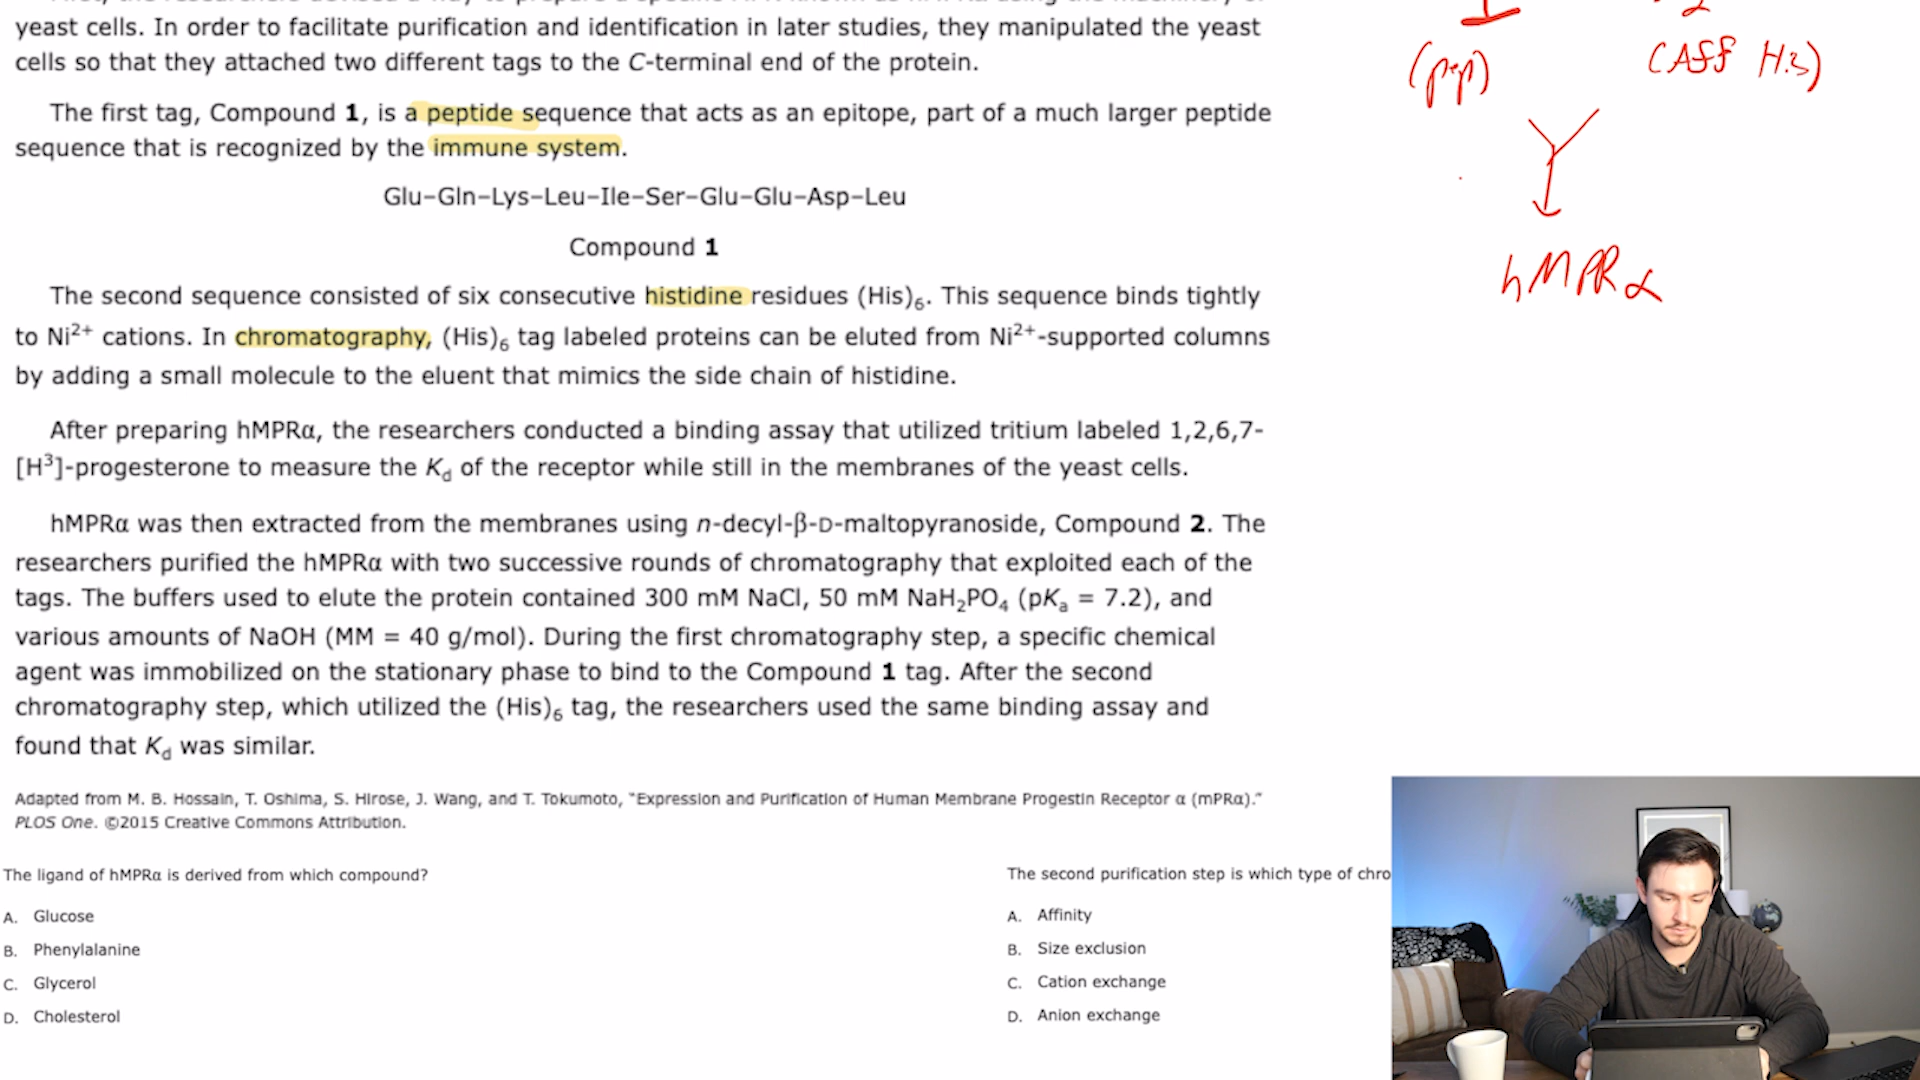 yeast cells. In order to facilitate purification and identification in later studies, they manipulated the yeast
cells so that they attached two different tags to the C-terminal end of the protein.
The first tag, Compound 1, is a peptide sequence that acts as an epitope, part of a much larger peptide
sequence that is recognized by the immune system.
Glu–Gln–Lys–Leu–Ile–Ser–Glu–Glu–Asp–Leu
Compound 1
The second sequence consisted of six consecutive histidine residues (His)₆. This sequence binds tightly
to Ni²⁺ cations. In chromatography, (His)₆ tag labeled proteins can be eluted from Ni²⁺-supported columns
by adding a small molecule to the eluent that mimics the side chain of histidine.
After preparing hMPRα, the researchers conducted a binding assay that utilized tritium labeled 1,2,6,7-
[H³]-progesterone to measure the Kd of the receptor while still in the membranes of the yeast cells.
hMPRα was then extracted from the membranes using n-decyl-β-D-maltopyranoside, Compound 2. The
researchers purified the hMPRα with two successive rounds of chromatography that exploited each of the
tags. The buffers used to elute the protein contained 300 mM NaCl, 50 mM NaH₂PO₄ (pKa = 7.2), and
various amounts of NaOH (MM = 40 g/mol). During the first chromatography step, a specific chemical
agent was immobilized on the stationary phase to bind to the Compound 1 tag. After the second
chromatography step, which utilized the (His)₆ tag, the researchers used the same binding assay and
found that Kd was similar.
Adapted from M. B. Hossain, T. Oshima, S. Hirose, J. Wang, and T. Tokumoto, "Expression and Purification of Human Membrane Progestin Receptor α (mPRα)."
PLOS One. ©2015 Creative Commons Attribution.
The ligand of hMPRα is derived from which compound?
A. Glucose
B. Phenylalanine
C. Glycerol
D. Cholesterol
The second purification step is which type of chro
A. Affinity
B. Size exclusion
C. Cation exchange
D. Anion exchange
(pep)
(Aff His)
hMPRα